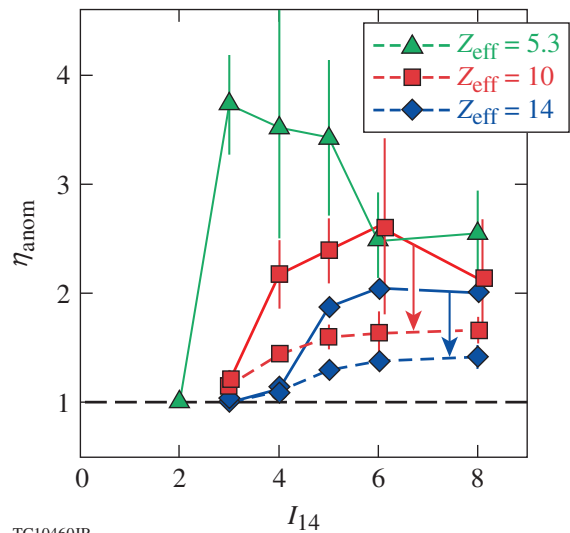 4
3
2
1
0 2 4 6 8
η_anom
I_14
Z_eff = 5.3
Z_eff = 10
Z_eff = 14